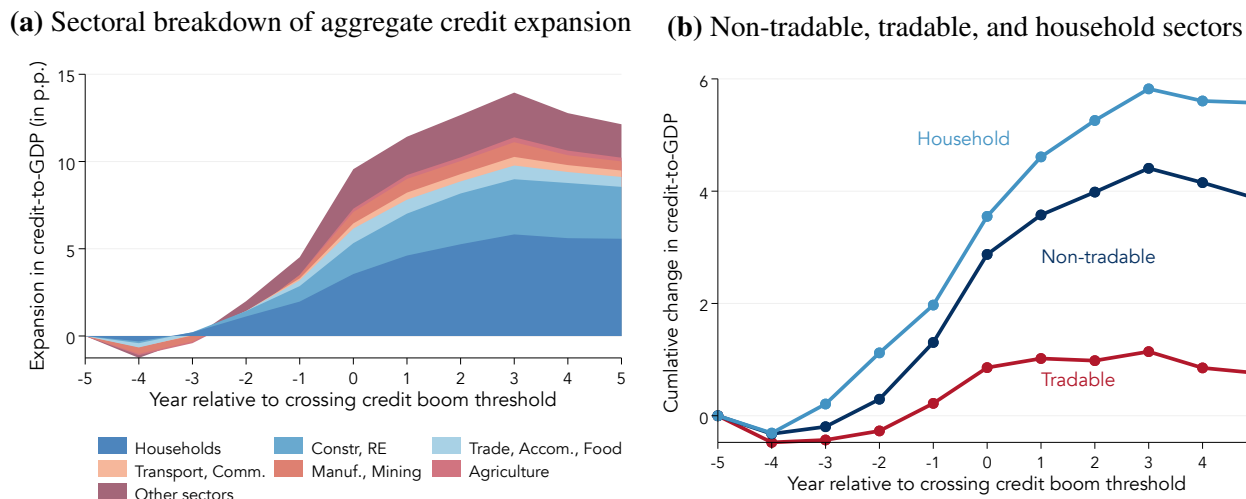 (a) Sectoral breakdown of aggregate credit expansion
Expansion in credit-to-GDP (in p.p.)
15
10
5
0
-5 -4 -3 -2 -1 0 1 2 3 4 5
Year relative to crossing credit boom threshold
Households Constr, RE Trade, Accom., Food
Transport, Comm. Manuf., Mining Agriculture
Other sectors
(b) Non-tradable, tradable, and household sectors
Cumlative change in credit-to-GDP
6
4
2
0
Household
Non-tradable
Tradable
-5 -4 -3 -2 -1 0 1 2 3 4
Year relative to crossing credit boom threshold